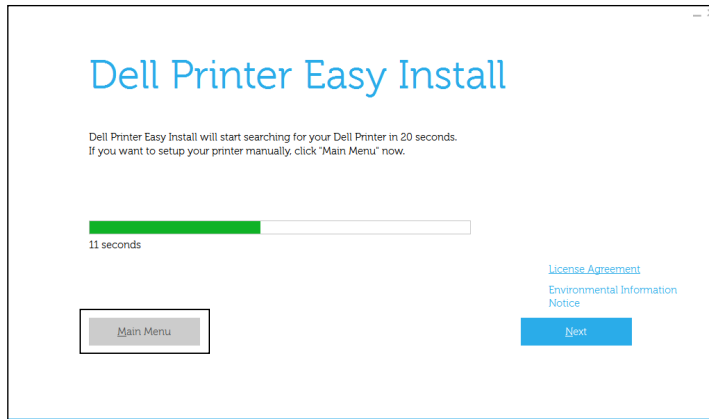 Dell Printer Easy Install
Dell Printer Easy Install will start searching for your Dell Printer in 20 seconds.
If you want to setup your printer manually, click "Main Menu" now.
11 seconds
License Agreement
Environmental Information
Notice
Main Menu
Next